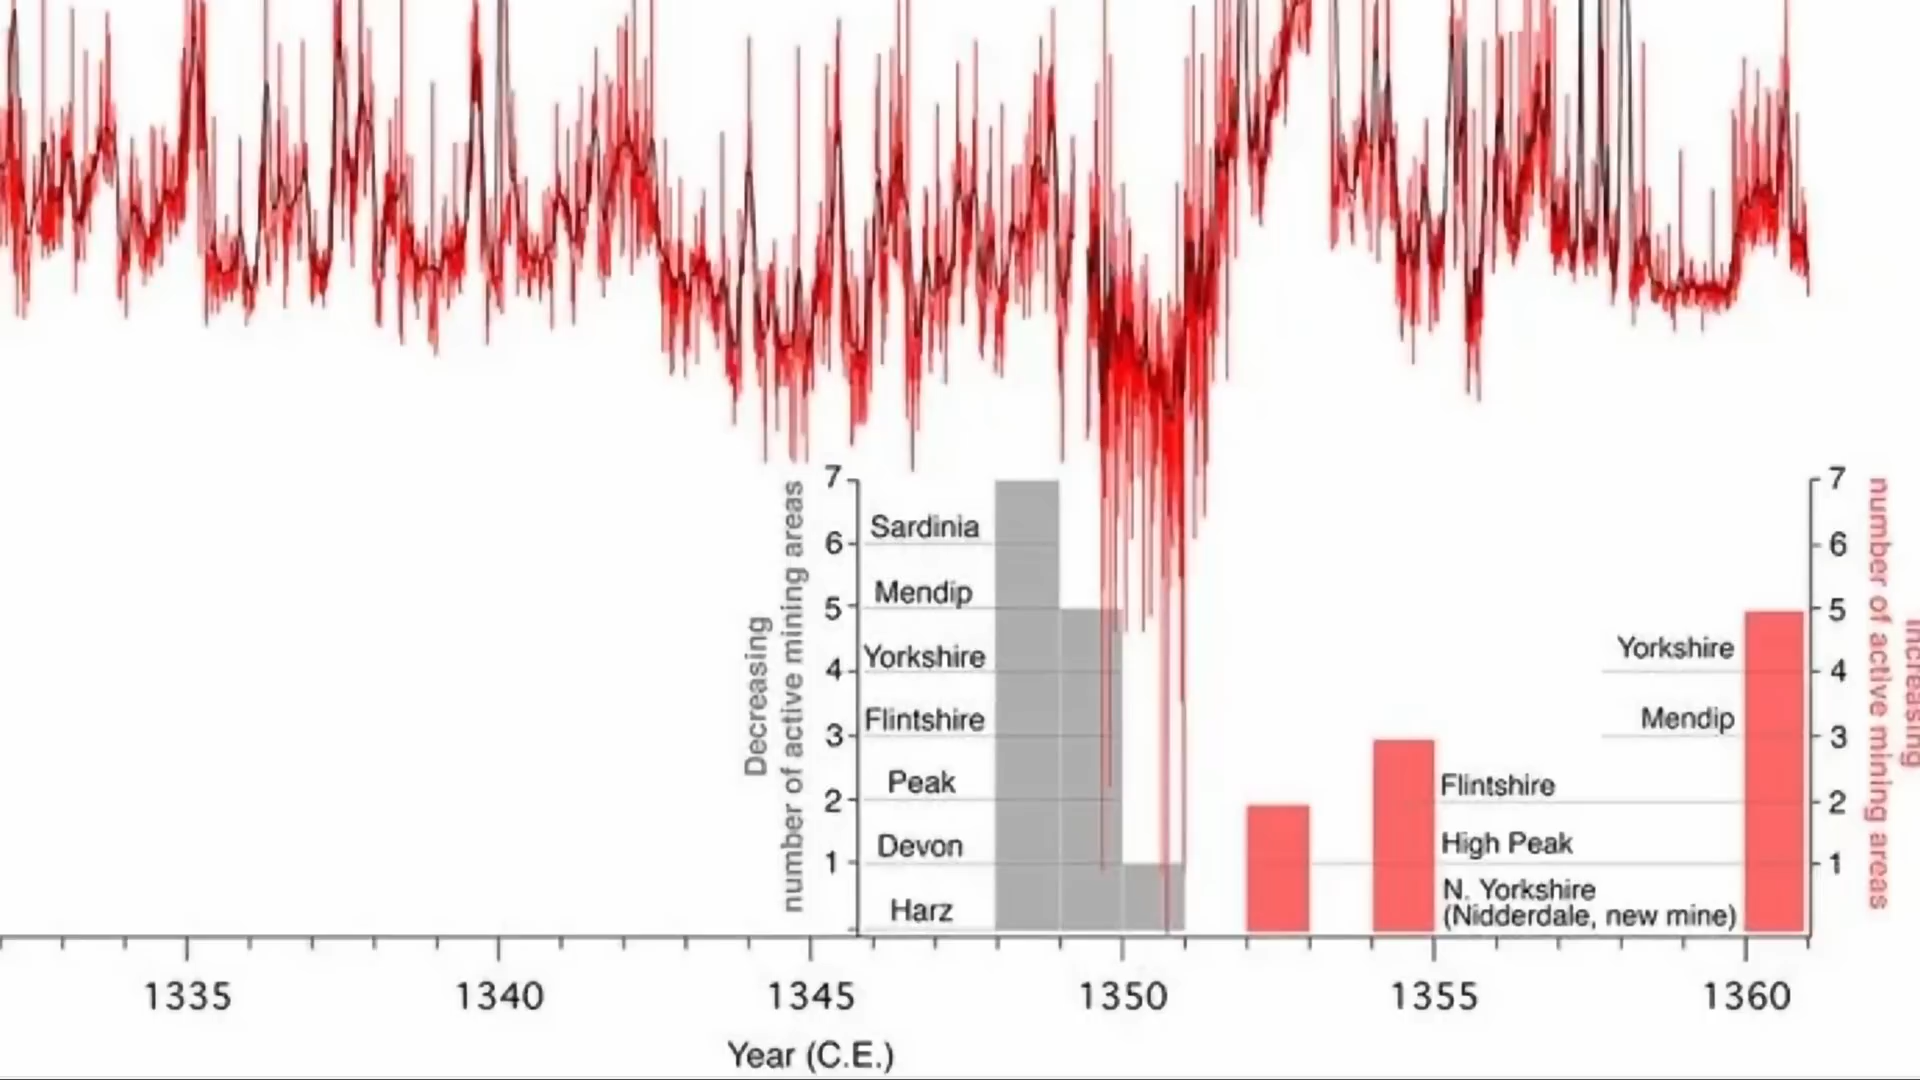 Decreasing
number of active mining areas
7
6
5
4
3
2
1
Sardinia
Mendip
Yorkshire
Flintshire
Peak
Devon
Harz
Yorkshire
Mendip
Flintshire
High Peak
N. Yorkshire
(Nidderdale, new mine)
7
6
5
4
3
2
1
Increasing
number of active mining areas
1335 1340 1345 1350 1355 1360
Year (C.E.)